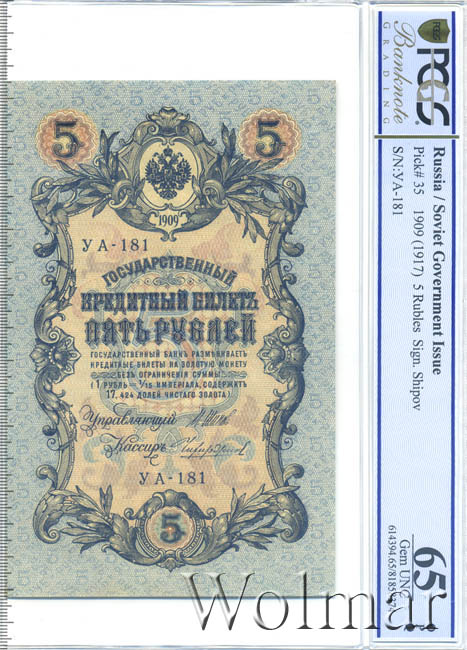 5
5
1909
УА-181
ГОСУДАРСТВЕННЫЙ
КРЕДИТНЫЙ БИЛЕТЪ
ПЯТЬ РУБЛЕЙ
ГОСУДАРСТВЕННЫЙ БАНКЪ РАЗМѢНИВАЕТЪ
КРЕДИТНЫЕ БИЛЕТЫ НА ЗОЛОТУЮ МОНЕТУ
БЕЗЪ ОГРАНИЧЕНІЯ СУММЫ
(1 РУБЛЬ = 1/15 ИМПЕРІАЛА, СОДЕРЖИТЪ
17,424 ДОЛЕЙ ЧИСТАГО ЗОЛОТА)
Управляющій
Кассиръ
УА-181
5
PCGS
Banknote
GRADING
Russia / Soviet Government Issue
Pick# 35 1909 (1917) 5 Rubles Sign. Shipov
S/N:УА-181
65
Gem UNC
Wolmar